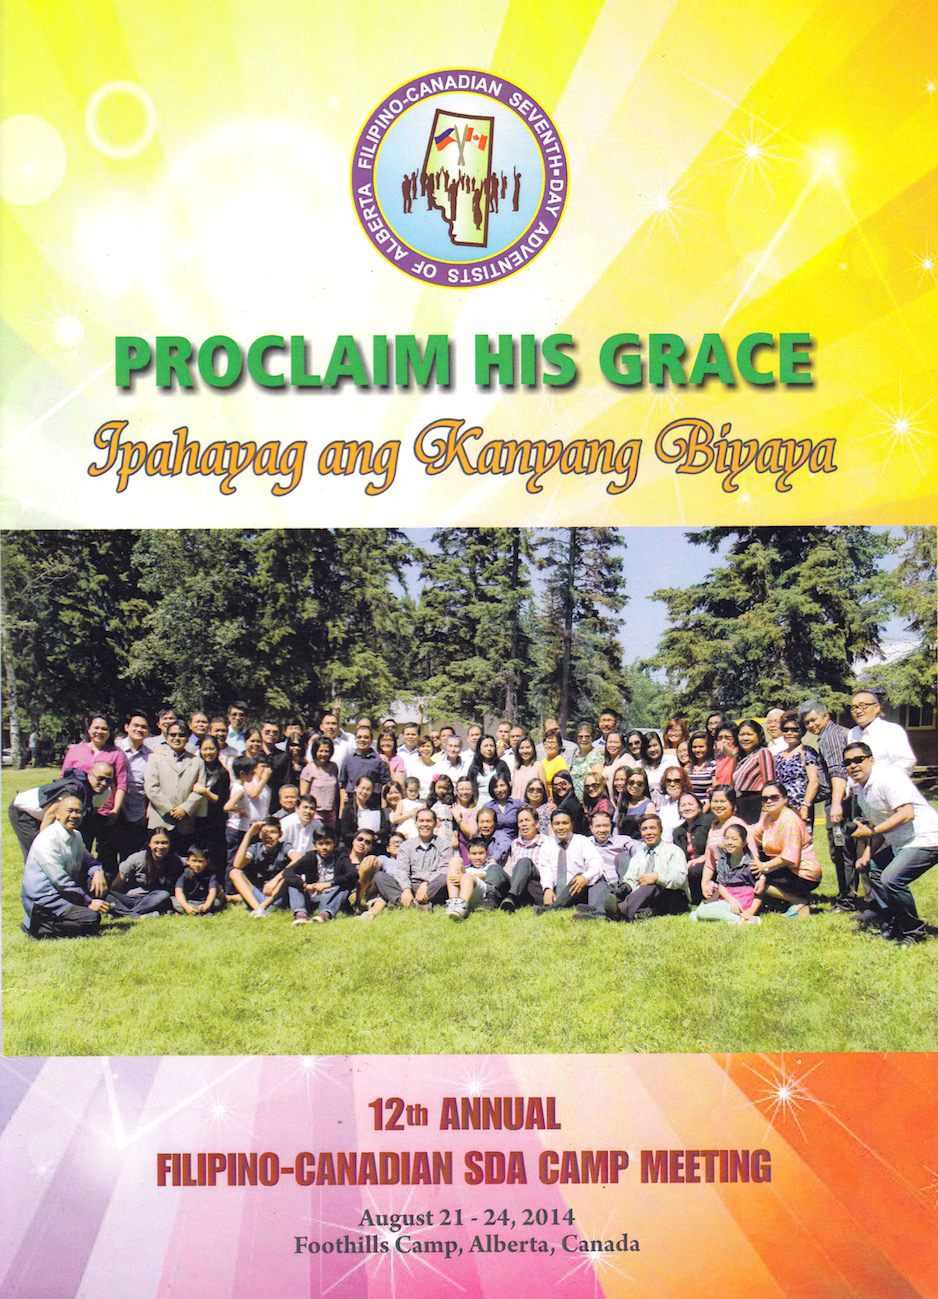 FILIPINO-CANADIAN SEVENTH-DAY ADVENTISTS OF ALBERTA
PROCLAIM HIS GRACE
Ipahayag ang Kanyang Biyaya
12th ANNUAL
FILIPINO-CANADIAN SDA CAMP MEETING
August 21 - 24, 2014
Foothills Camp, Alberta, Canada